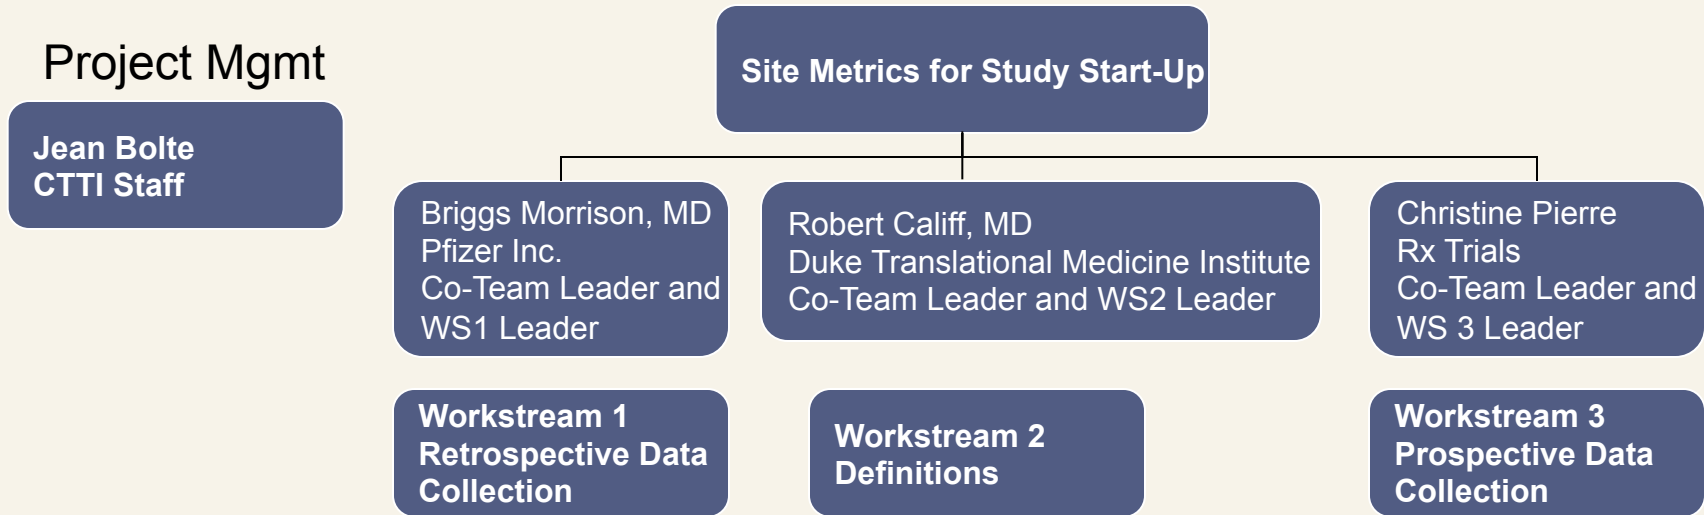 Project Mgmt
Jean Bolte
CTTI Staff
Site Metrics for Study Start-Up
Briggs Morrison, MD
Pfizer Inc.
Co-Team Leader and
WS1 Leader
Robert Califf, MD
Duke Translational Medicine Institute
Co-Team Leader and WS2 Leader
Christine Pierre
Rx Trials
Co-Team Leader and
WS 3 Leader
Workstream 1
Retrospective Data
Collection
Workstream 2
Definitions
Workstream 3
Prospective Data
Collection